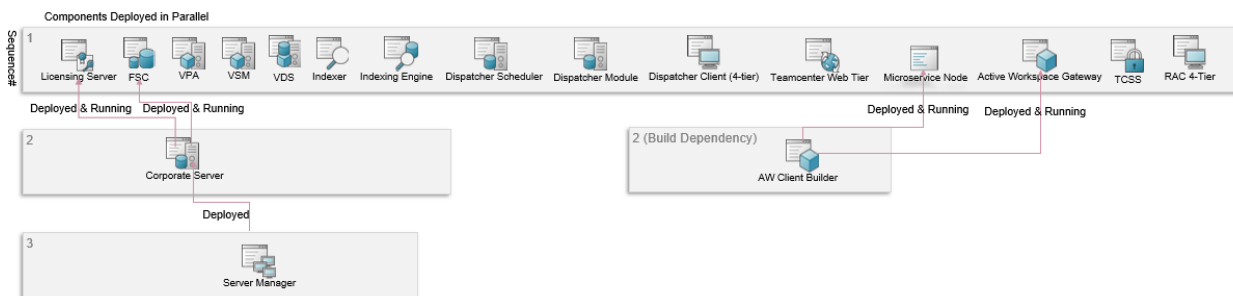 Components Deployed in Parallel
Sequence#
1
Licensing Server
FSC
VPA
VSM
VDS
Indexer
Indexing Engine
Dispatcher Scheduler
Dispatcher Module
Dispatcher Client (4-tier)
Teamcenter Web Tier
Microservice Node
Active Workspace Gateway
TCSS
RAC 4-Tier
Deployed & Running
Deployed & Running
Deployed & Running
Deployed & Running
2
Corporate Server
2 (Build Dependency)
AW Client Builder
Deployed
3
Server Manager